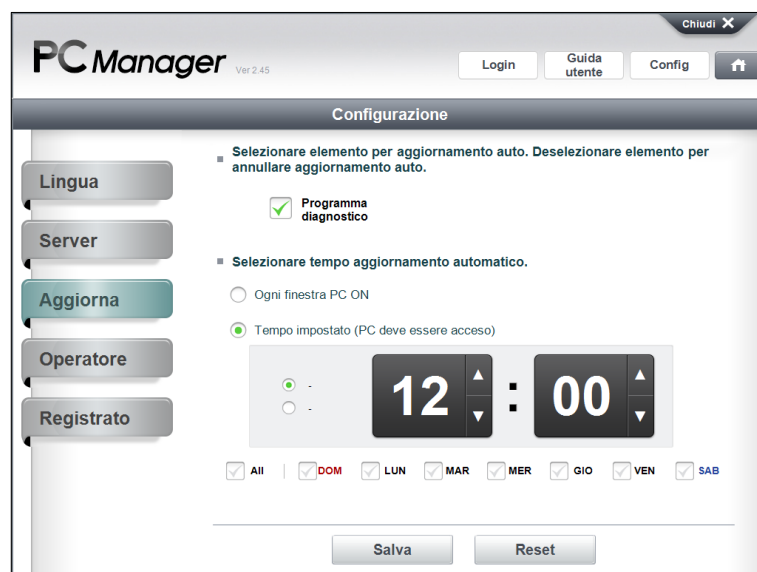 Chiudi
PC Manager Ver 2.45
Login
Guida
utente
Config
Configurazione
Lingua
Server
Aggiorna
Operatore
Registrato
Selezionare elemento per aggiornamento auto. Deselezionare elemento per
annullare aggiornamento auto.
Programma
diagnostico
Selezionare tempo aggiornamento automatico.
Ogni finestra PC ON
Tempo impostato (PC deve essere acceso)
-
-
12 : 00
All | DOM LUN MAR MER GIO VEN SAB
Salva
Reset